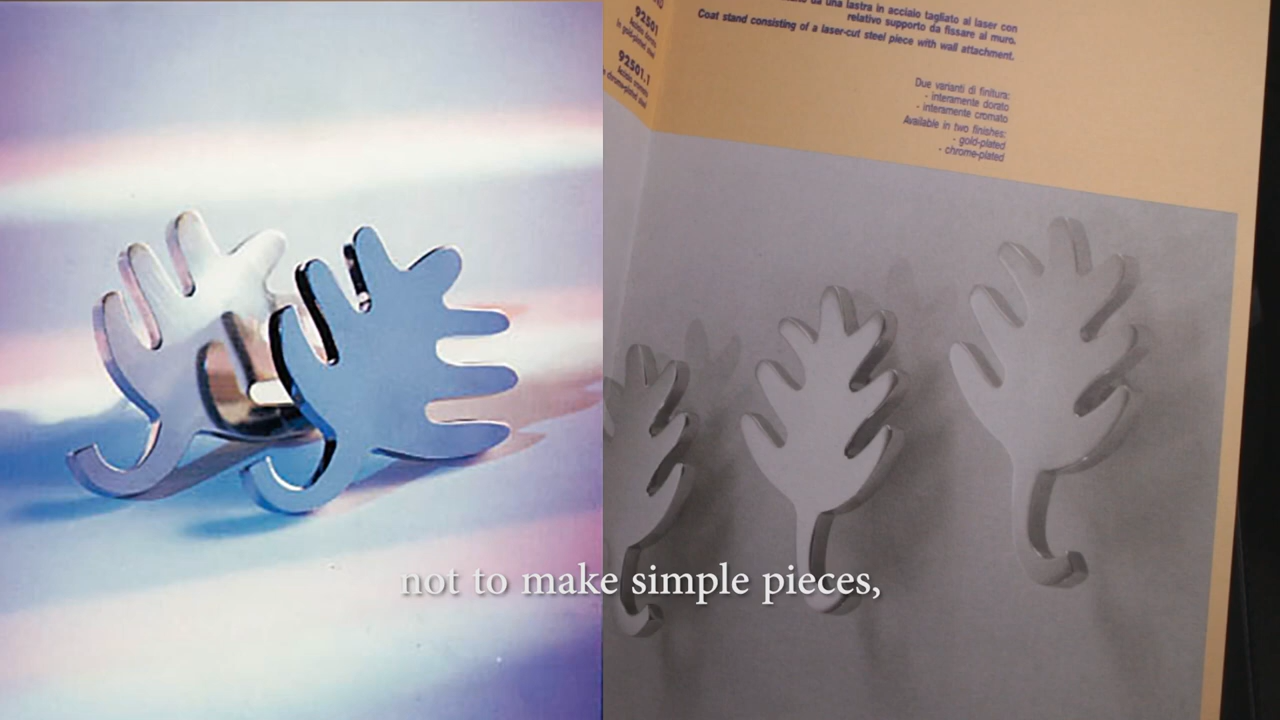 92501
92501.1
una lastra in acciaio tagliato al laser con
relativo supporto da fissare al muro.
Coat stand consisting of a laser-cut steel piece with wall attachment.
Due varianti di finitura:
- interamente dorato
- interamente cromato
Available in two finishes:
- gold-plated
- chrome-plated
not to make simple pieces,